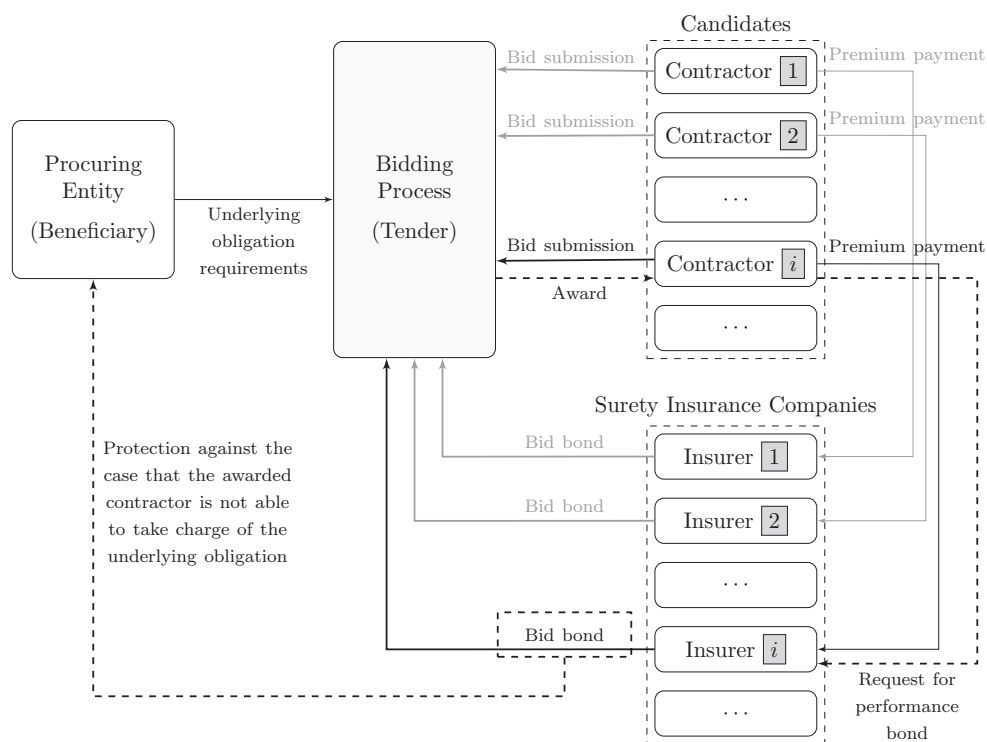 Candidates
Procuring
Entity
(Beneficiary)
Underlying
obligation
requirements
Bidding
Process
(Tender)
Bid submission
Contractor 1
Premium payment
Bid submission
Contractor 2
Premium payment
...
Bid submission
Contractor i
Premium payment
Award
...
Surety Insurance Companies
Bid bond
Insurer 1
Bid bond
Insurer 2
...
Bid bond
Insurer i
...
Protection against the
case that the awarded
contractor is not able
to take charge of the
underlying obligation
Request for
performance
bond